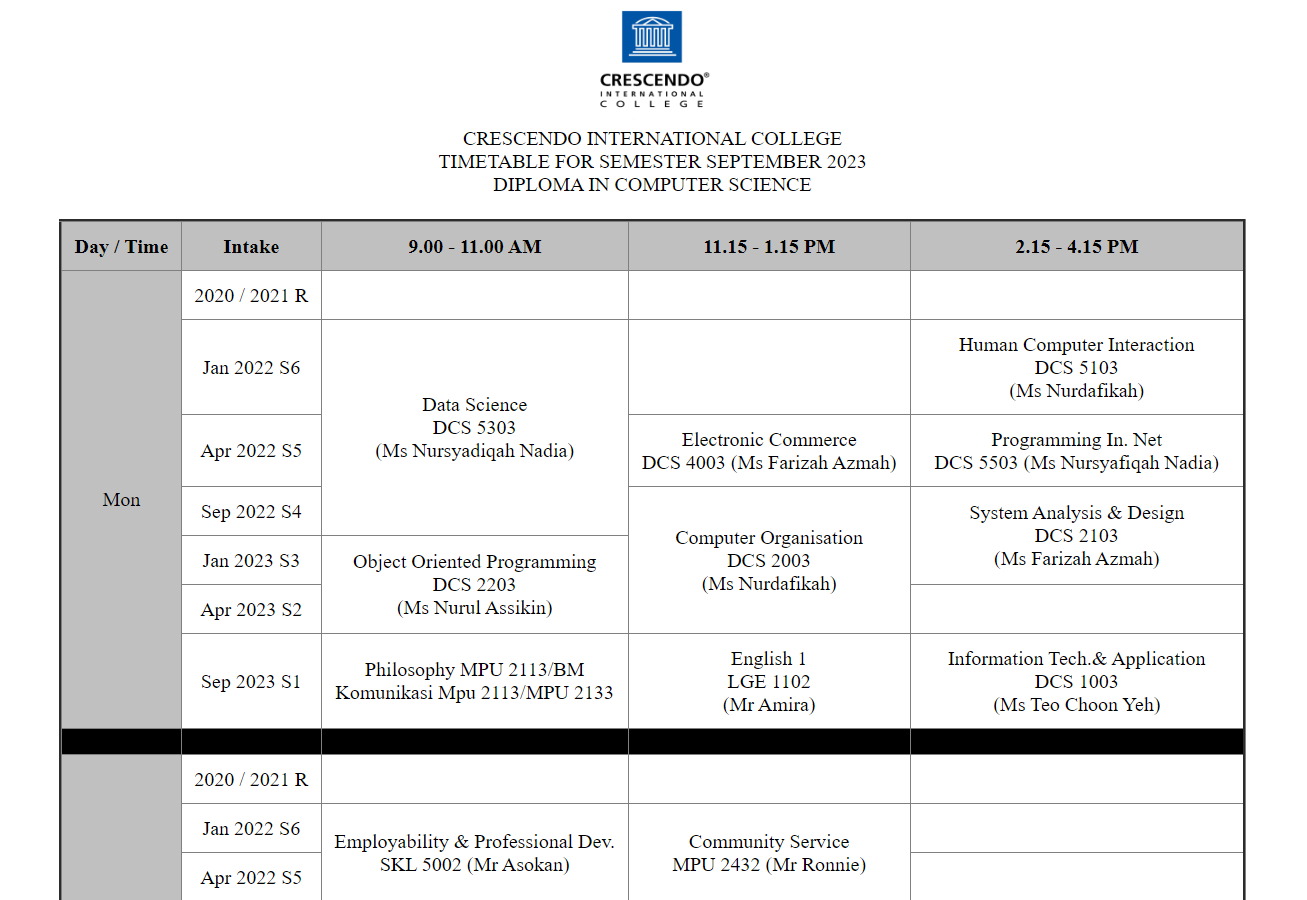 CRESCENDO®
INTERNATIONAL
COLLEGE
CRESCENDO INTERNATIONAL COLLEGE
TIMETABLE FOR SEMESTER SEPTEMBER 2023
DIPLOMA IN COMPUTER SCIENCE
Day / Time Intake 9.00 - 11.00 AM 11.15 - 1.15 PM 2.15 - 4.15 PM
Mon
2020 / 2021 R
Jan 2022 S6
Data Science
DCS 5303
(Ms Nursyadiqah Nadia)
Human Computer Interaction
DCS 5103
(Ms Nurdafikah)
Apr 2022 S5
Electronic Commerce
DCS 4003 (Ms Farizah Azmah)
Programming In. Net
DCS 5503 (Ms Nursyafiqah Nadia)
Sep 2022 S4
Computer Organisation
DCS 2003
(Ms Nurdafikah)
System Analysis & Design
DCS 2103
(Ms Farizah Azmah)
Jan 2023 S3
Object Oriented Programming
DCS 2203
(Ms Nurul Assikin)
Apr 2023 S2
Sep 2023 S1
Philosophy MPU 2113/BM
Komunikasi Mpu 2113/MPU 2133
English 1
LGE 1102
(Mr Amira)
Information Tech.& Application
DCS 1003
(Ms Teo Choon Yeh)
2020 / 2021 R
Jan 2022 S6
Employability & Professional Dev.
SKL 5002 (Mr Asokan)
Community Service
MPU 2432 (Mr Ronnie)
Apr 2022 S5